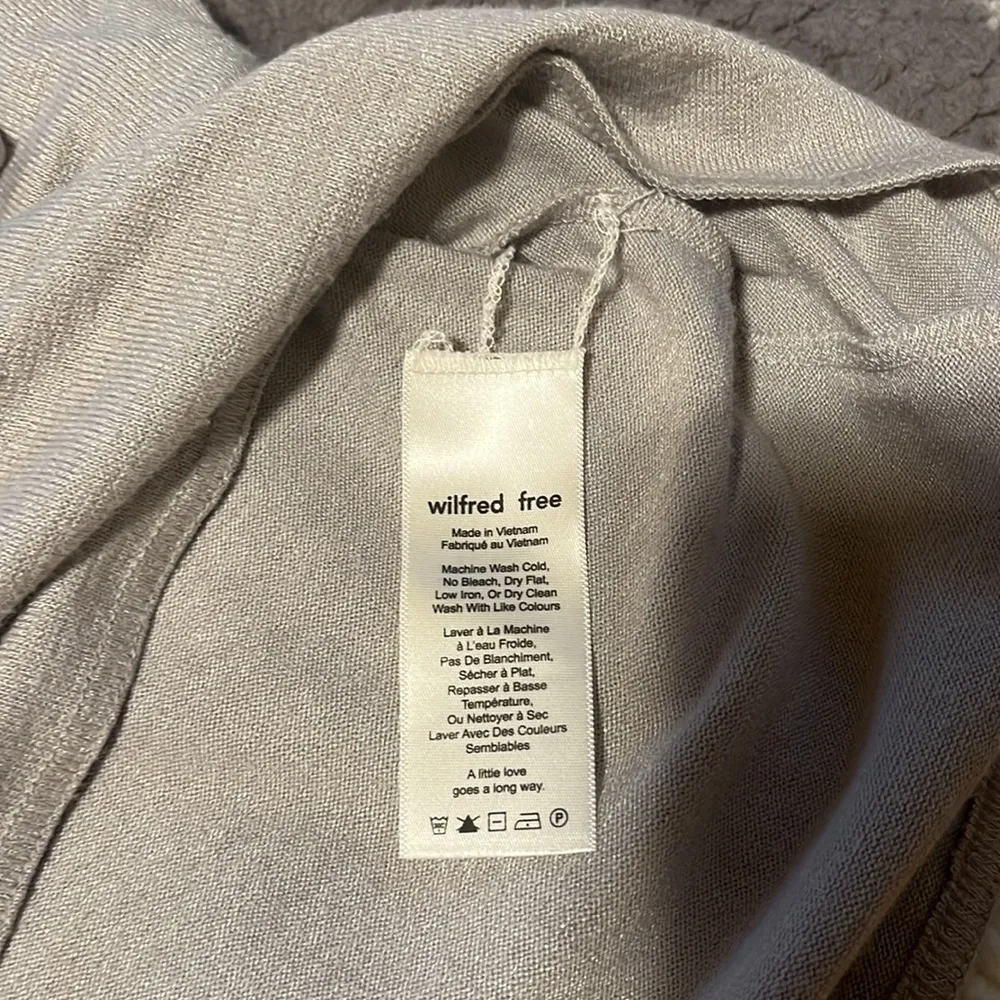 wilfred free
Made in Vietnam
Fabriqué au Vietnam
Machine Wash Cold,
No Bleach, Dry Flat,
Low Iron, Or Dry Clean
Wash With Like Colours
Laver à La Machine
à L'eau Froide,
Pas De Blanchiment,
Sécher à Plat,
Repasser à Basse
Température,
Ou Nettoyer à Sec
Laver Avec Des Couleurs
Semblables
A little love
goes a long way.
30C P